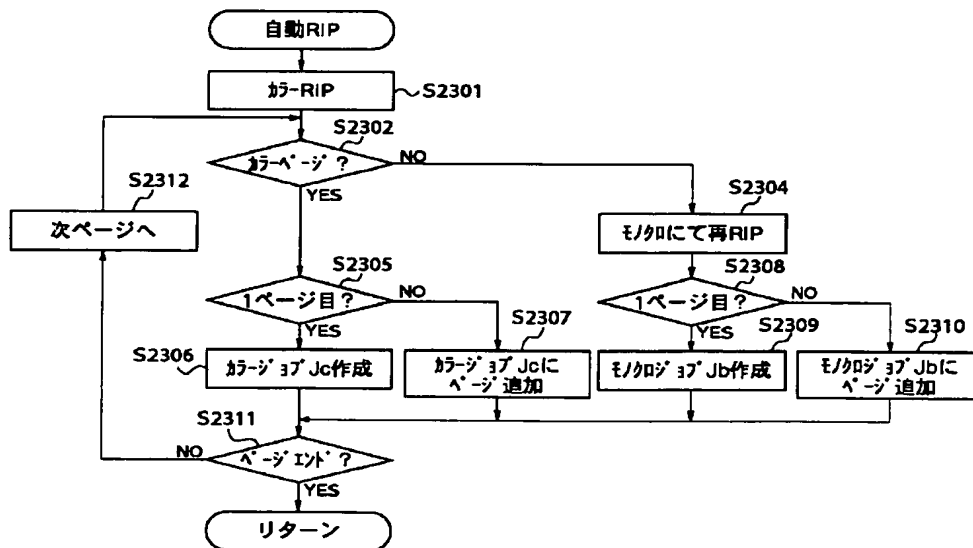 自動RIP
ｶﾗｰRIP
S2301
S2302
ｶﾗｰﾍﾟｰｼﾞ？
NO
YES
S2312
次ページへ
S2304
ﾓﾉｸﾛにて再RIP
S2305
1ページ目？
NO
YES
S2308
1ページ目？
NO
YES
S2306
ｶﾗｰｼﾞｮﾌﾞJc作成
S2307
ｶﾗｰｼﾞｮﾌﾞJcに
ﾍﾟｰｼﾞ追加
S2309
ﾓﾉｸﾛｼﾞｮﾌﾞJb作成
S2310
ﾓﾉｸﾛｼﾞｮﾌﾞJbに
ﾍﾟｰｼﾞ追加
S2311
NO
ﾍﾟｰｼﾞｴﾝﾄﾞ？
YES
リターン